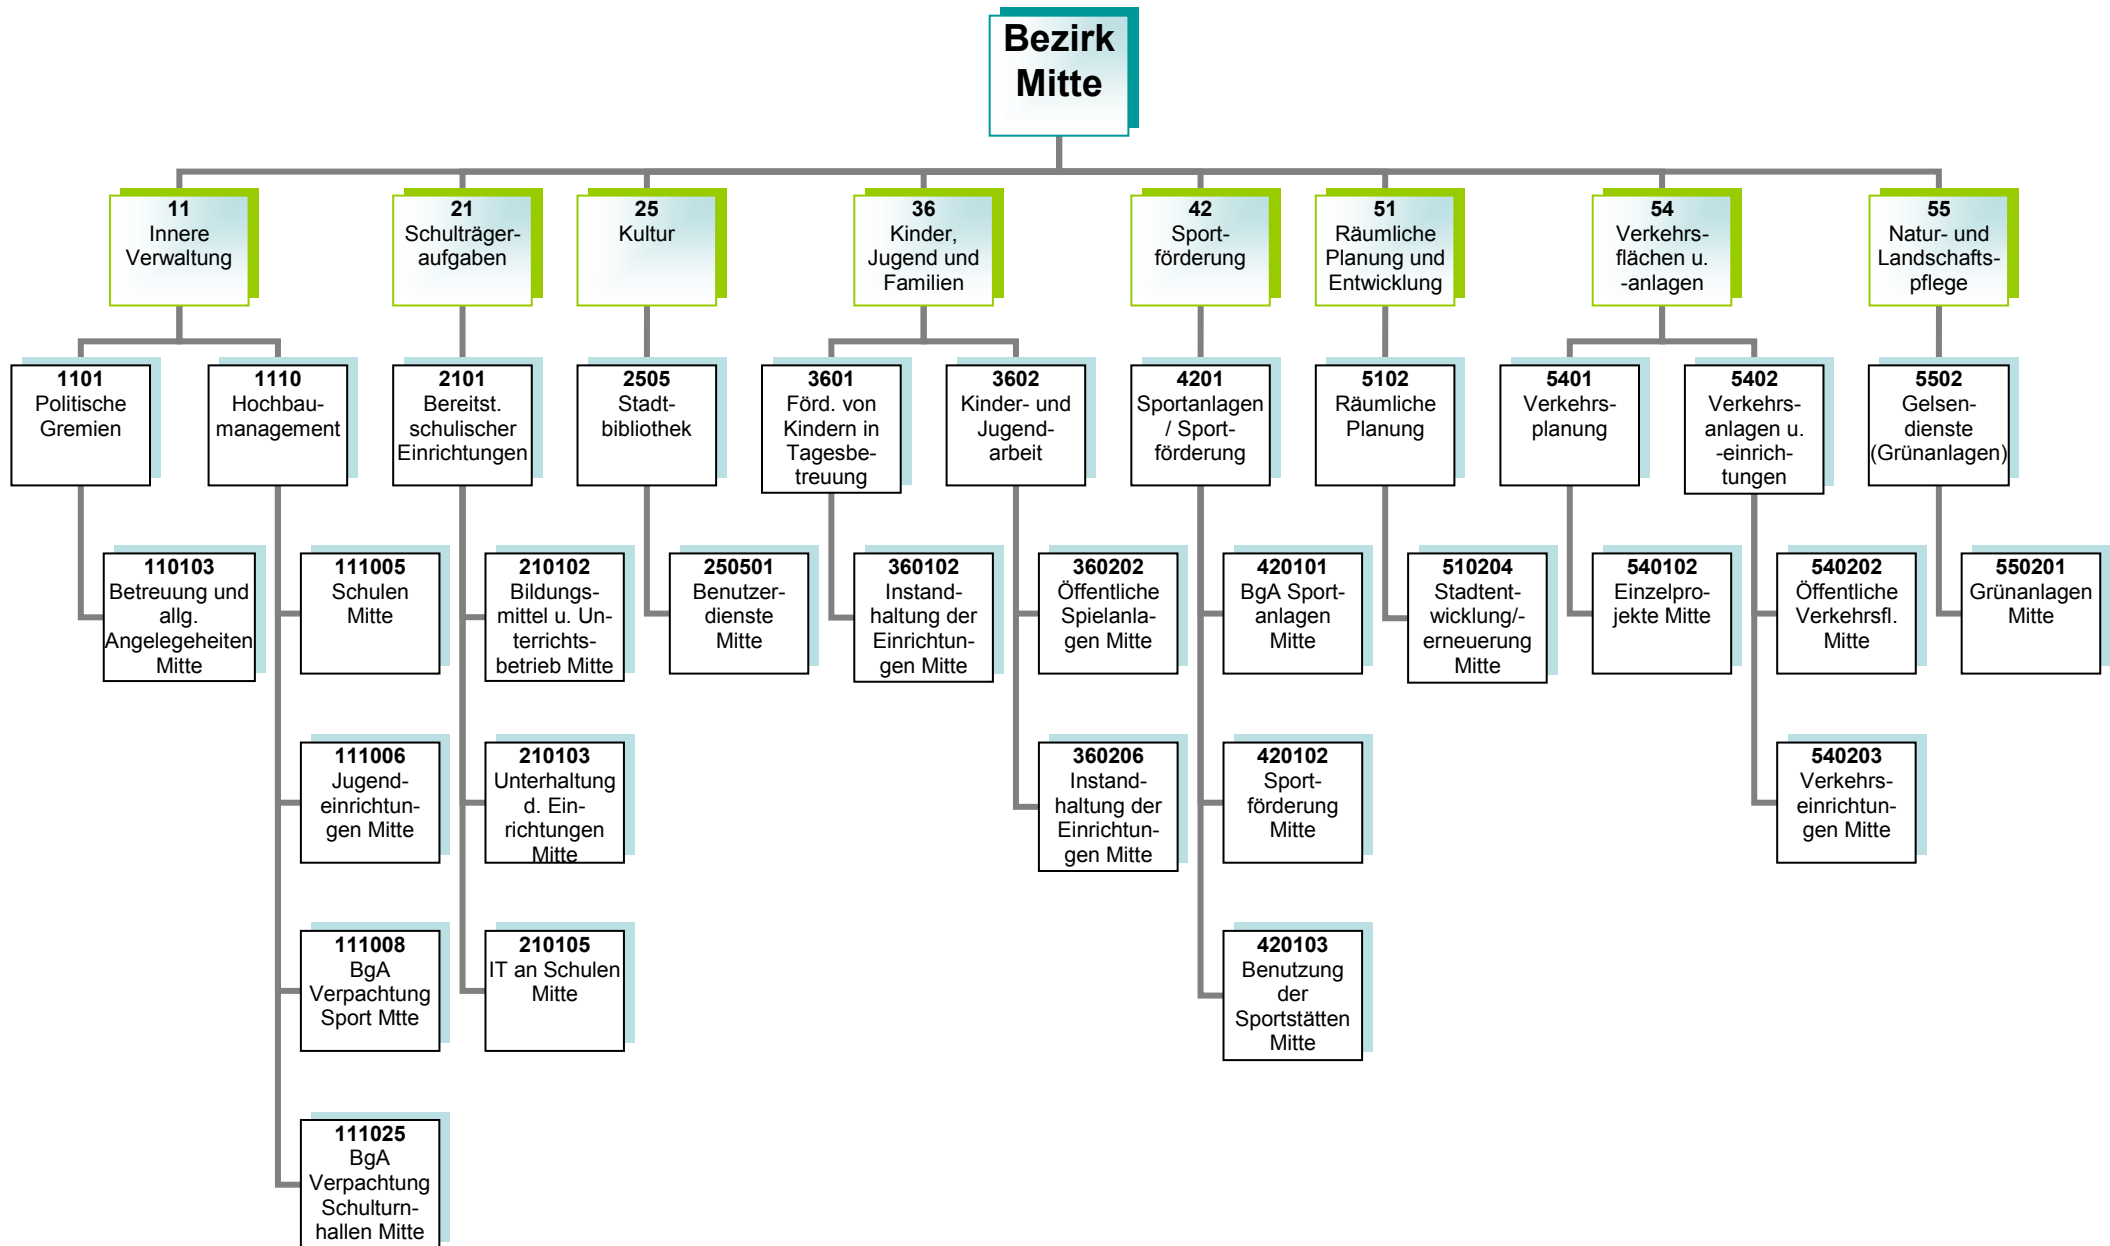 Bezirk
Mitte
11
Innere
Verwaltung
21
Schulträger-
aufgaben
25
Kultur
36
Kinder,
Jugend und
Familien
42
Sport-
förderung
51
Räumliche
Planung und
Entwicklung
54
Verkehrs-
flächen u.
-anlagen
55
Natur- und
Landschafts-
pflege
1101
Politische
Gremien
1110
Hochbau-
management
2101
Bereitst.
schulischer
Einrichtungen
2505
Stadt-
bibliothek
3601
Förd. von
Kindern in
Tagesbe-
treuung
3602
Kinder- und
Jugend-
arbeit
4201
Sportanlagen
/ Sport-
förderung
5102
Räumliche
Planung
5401
Verkehrs-
planung
5402
Verkehrs-
anlagen u.
-einrich-
tungen
5502
Gelsen-
dienste
(Grünanlagen)
110103
Betreuung und
allg.
Angelegeheiten
Mitte
111005
Schulen
Mitte
210102
Bildungs-
mittel u. Un-
terrichts-
betrieb Mitte
250501
Benutzer-
dienste
Mitte
360102
Instand-
haltung der
Einrichtun-
gen Mitte
360202
Öffentliche
Spielanla-
gen Mitte
420101
BgA Sport-
anlagen
Mitte
510204
Stadtent-
wicklung/-
erneuerung
Mitte
540102
Einzelpro-
jekte Mitte
540202
Öffentliche
Verkehrsfl.
Mitte
550201
Grünanlagen
Mitte
111006
Jugend-
einrichtun-
gen Mitte
210103
Unterhaltung
d. Ein-
richtungen
Mitte
360206
Instand-
haltung der
Einrichtun-
gen Mitte
420102
Sport-
förderung
Mitte
540203
Verkehrs-
einrichtun-
gen Mitte
111008
BgA
Verpachtung
Sport Mtte
210105
IT an Schulen
Mitte
420103
Benutzung
der
Sportstätten
Mitte
111025
BgA
Verpachtung
Schulturn-
hallen Mitte